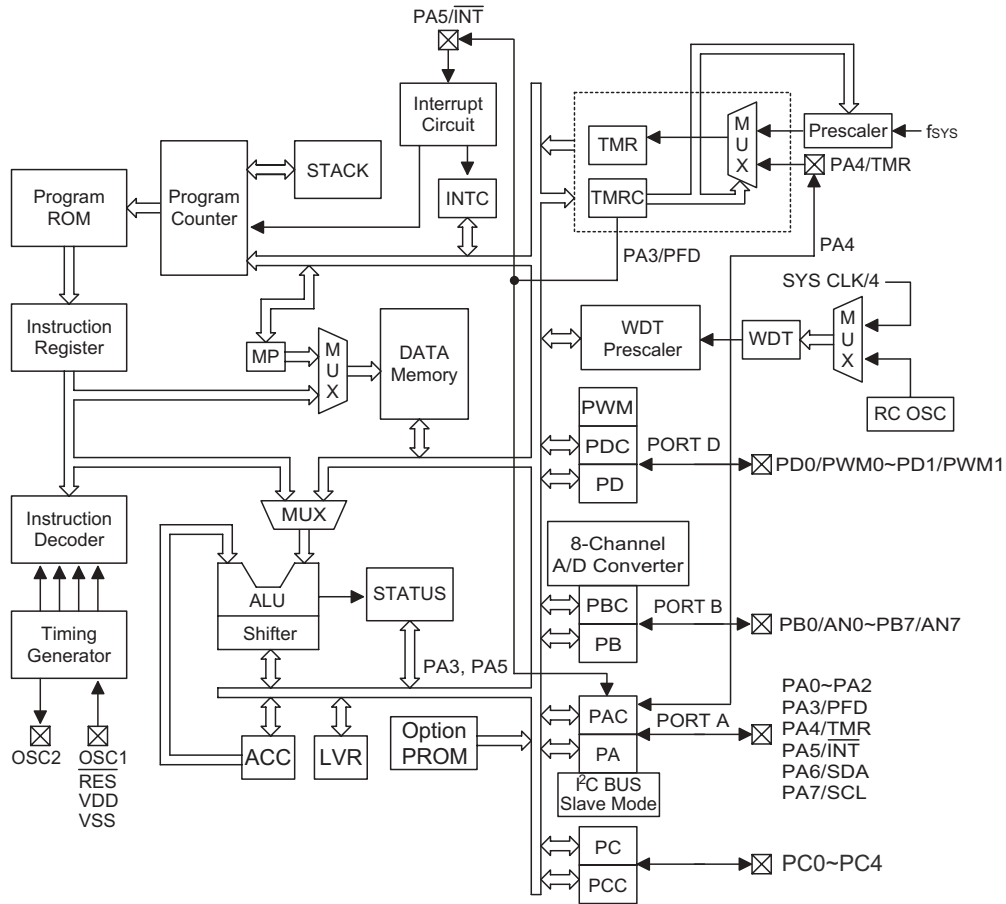 PA5/INT
Interrupt
Circuit
INTC
STACK
Program
Counter
Program
ROM
Instruction
Register
MP
M
U
X
DATA
Memory
Instruction
Decoder
MUX
ALU
Shifter
STATUS
Timing
Generator
OSC2
OSC1
RES
VDD
VSS
ACC
LVR
Option
PROM
PA3, PA5
TMR
TMRC
M
U
X
Prescaler
fSYS
PA4/TMR
PA3/PFD
PA4
SYS CLK/4
WDT
Prescaler
WDT
M
U
X
RC OSC
PWM
PDC
PD
PORT D
PD0/PWM0~PD1/PWM1
8-Channel
A/D Converter
PBC
PB
PORT B
PB0/AN0~PB7/AN7
PAC
PA
PORT A
I²C BUS
Slave Mode
PA0~PA2
PA3/PFD
PA4/TMR
PA5/INT
PA6/SDA
PA7/SCL
PC
PCC
PC0~PC4